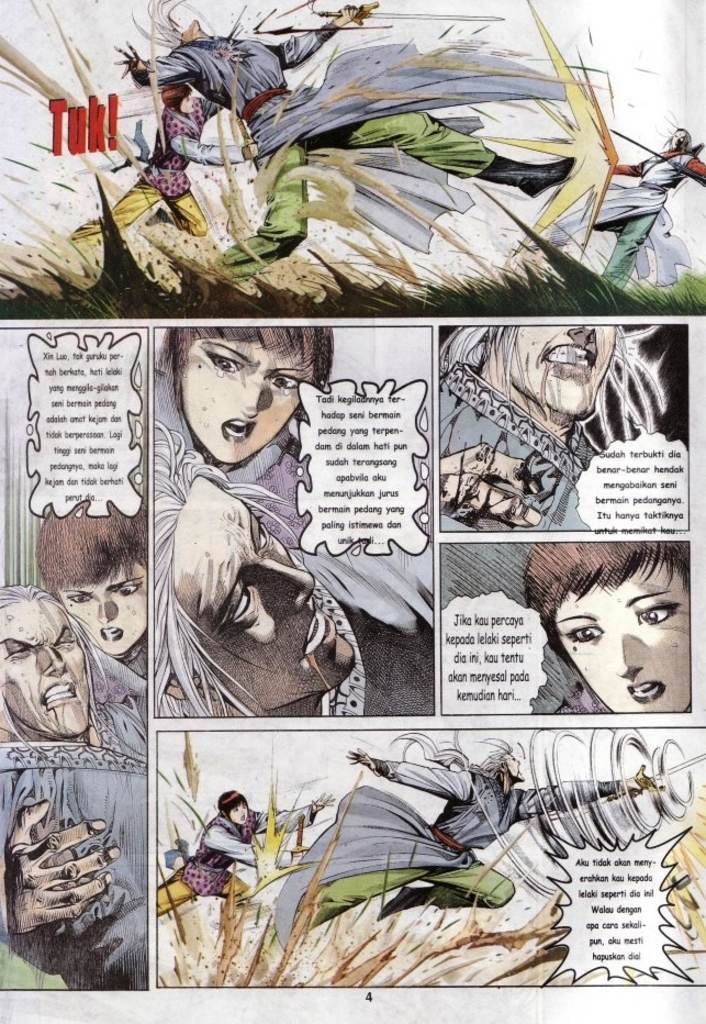 Tuk!
Xin Luo, tak guruku per-
nah berkata, hati lelaki
yang menggila-gilakan
seni bermain pedang
adalah amat kejam dan
tidak berperasaan. Lagi
tinggi seni bermain
pedangnya, maka lagi
kejam dan tidak berhati
perut dia...
Tadi kegilaannya ter-
hadap seni bermain
pedang yang terpen-
dam di dalam hati pun
sudah terangsang
apabvila aku
menunjukkan jurus
bermain pedang yang
paling istimewa dan
unik tadi...
Sudah terbukti dia
benar-benar hendak
mengabaikan seni
bermain pedanganya.
Itu hanya taktiknya
untuk memikat kau...
Jika kau percaya
kepada lelaki seperti
dia ini, kau tentu
akan menyesal pada
kemudian hari...
Aku tidak akan meny-
erahkan kau kepada
lelaki seperti dia ini!
Walau dengan
apa cara sekali-
pun, aku mesti
hapuskan dia!
4